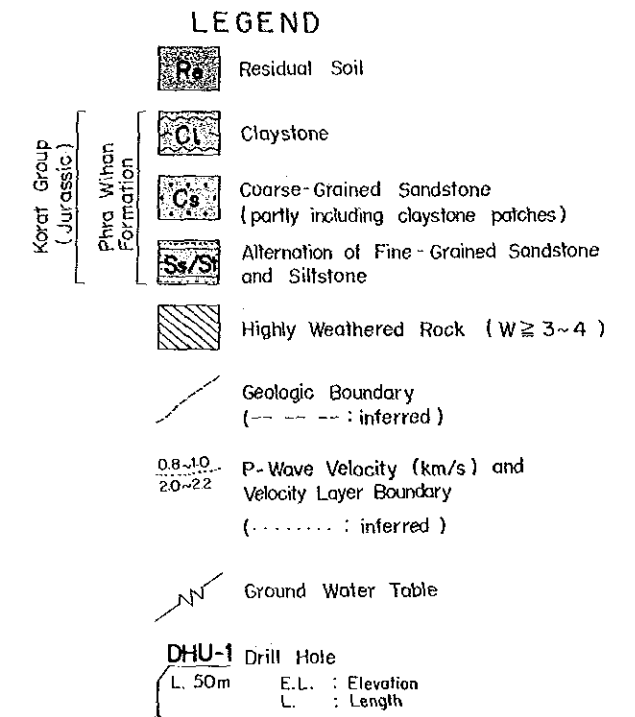 LEGEND
Re Residual Soil
Korat Group
(Jurassic)
Phra Wihan
Formation
Cl Claystone
Cs Coarse-Grained Sandstone
(partly including claystone patches)
Ss/St Alternation of Fine-Grained Sandstone
and Siltstone
Highly Weathered Rock (W≧3~4)
Geologic Boundary
(-- -- -- : inferred)
0.8~1.0 P-Wave Velocity (km/s) and
2.0~2.2 Velocity Layer Boundary
(........ : inferred)
Ground Water Table
DHU-1 Drill Hole
L. 50m E.L. : Elevation
L. : Length